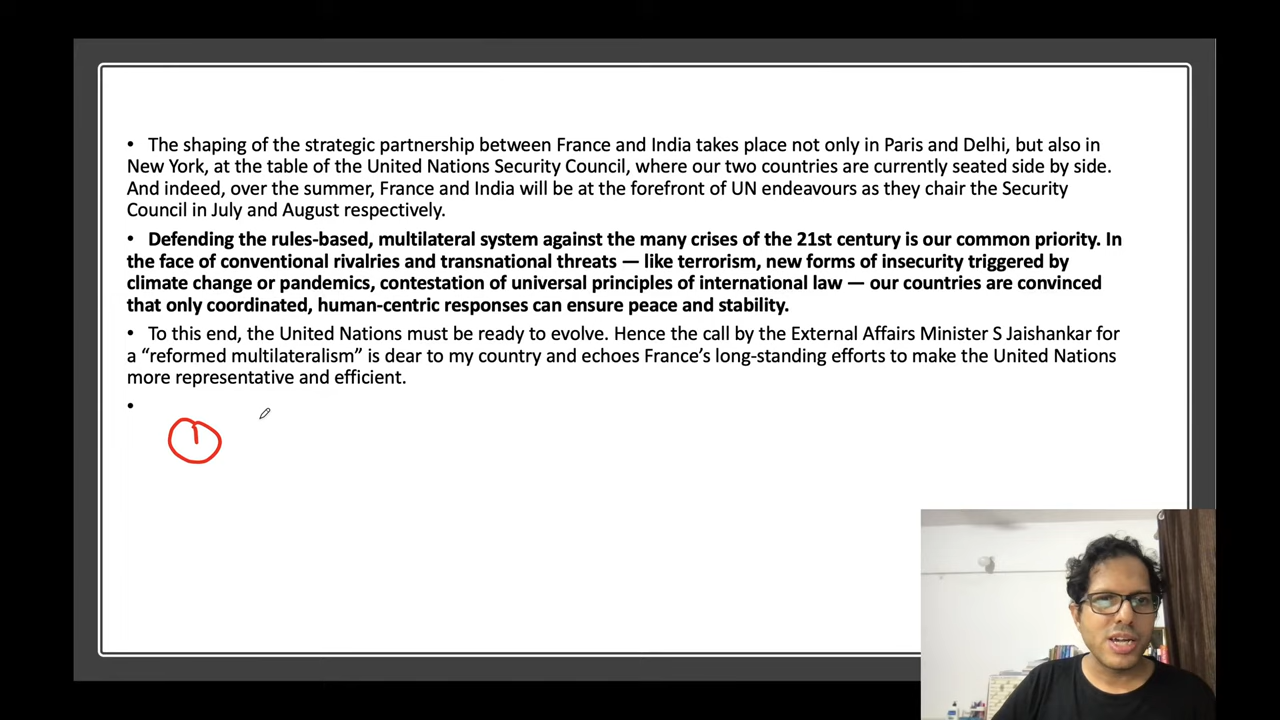 • The shaping of the strategic partnership between France and India takes place not only in Paris and Delhi, but also in
New York, at the table of the United Nations Security Council, where our two countries are currently seated side by side.
And indeed, over the summer, France and India will be at the forefront of UN endeavours as they chair the Security
Council in July and August respectively.
• Defending the rules-based, multilateral system against the many crises of the 21st century is our common priority. In
the face of conventional rivalries and transnational threats — like terrorism, new forms of insecurity triggered by
climate change or pandemics, contestation of universal principles of international law — our countries are convinced
that only coordinated, human-centric responses can ensure peace and stability.
• To this end, the United Nations must be ready to evolve. Hence the call by the External Affairs Minister S Jaishankar for
a “reformed multilateralism” is dear to my country and echoes France’s long-standing efforts to make the United Nations
more representative and efficient.
•
1